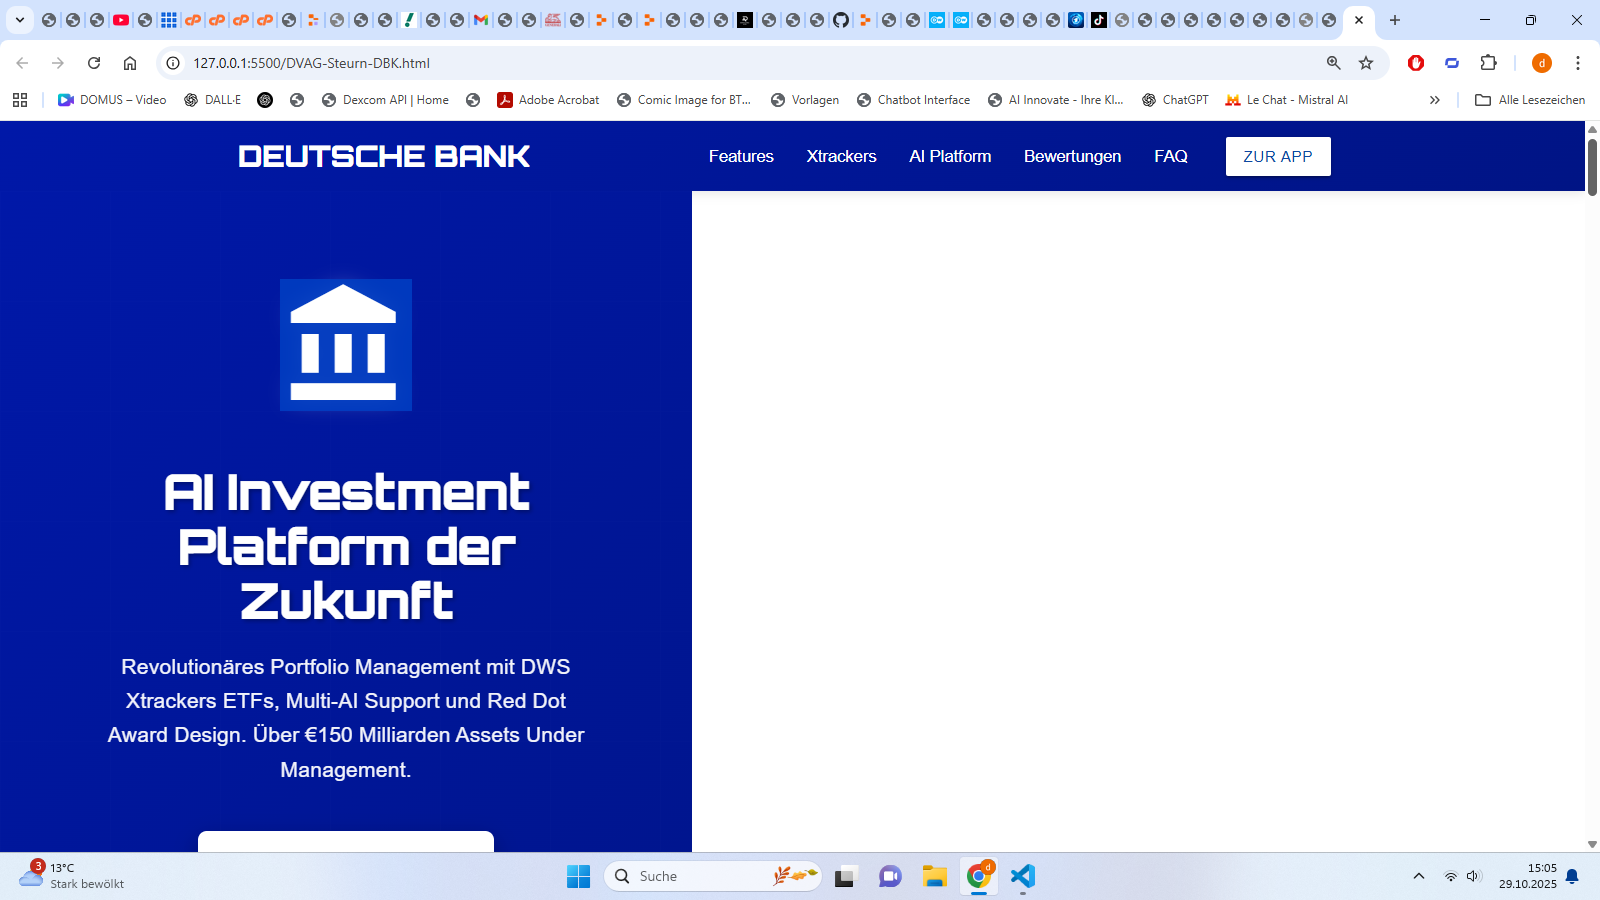 127.0.0.1:5500/DVAG-Steurn-DBK.html
d
DOMUS – Video
DALL·E
Dexcom API | Home
Adobe Acrobat
Comic Image for BT...
Vorlagen
Chatbot Interface
AI Innovate - Ihre KI...
ChatGPT
Le Chat - Mistral AI
Alle Lesezeichen
DEUTSCHE BANK
Features
Xtrackers
AI Platform
Bewertungen
FAQ
ZUR APP
AI Investment
Platform der
Zukunft
Revolutionäres Portfolio Management mit DWS
Xtrackers ETFs, Multi-AI Support und Red Dot
Award Design. Über €150 Milliarden Assets Under
Management.
3
13°C
Stark bewölkt
Suche
d
15:05
29.10.2025